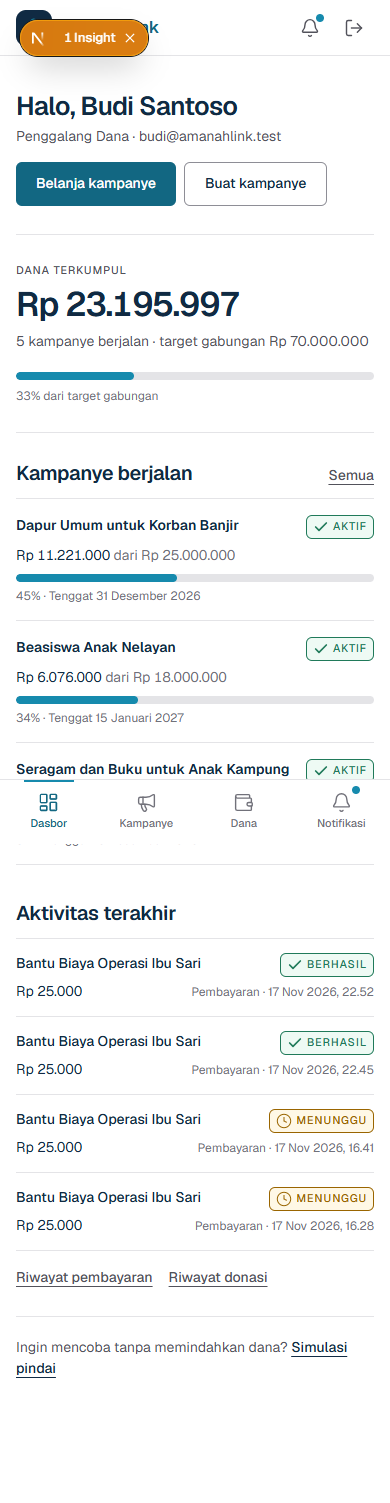 1 Insight
nk
Halo, Budi Santoso
Penggalang Dana · budi@amanahlink.test
Belanja kampanye
Buat kampanye
DANA TERKUMPUL
Rp 23.195.997
5 kampanye berjalan · target gabungan Rp 70.000.000
33% dari target gabungan
Kampanye berjalan
Semua
Dapur Umum untuk Korban Banjir
AKTIF
Rp 11.221.000 dari Rp 25.000.000
45% · Tenggat 31 Desember 2026
Beasiswa Anak Nelayan
AKTIF
Rp 6.076.000 dari Rp 18.000.000
34% · Tenggat 15 Januari 2027
Seragam dan Buku untuk Anak Kampung
AKTIF
Dasbor
Kampanye
Dana
Notifikasi
Aktivitas terakhir
Bantu Biaya Operasi Ibu Sari
BERHASIL
Rp 25.000
Pembayaran · 17 Nov 2026, 22.52
Bantu Biaya Operasi Ibu Sari
BERHASIL
Rp 25.000
Pembayaran · 17 Nov 2026, 22.45
Bantu Biaya Operasi Ibu Sari
MENUNGGU
Rp 25.000
Pembayaran · 17 Nov 2026, 16.41
Bantu Biaya Operasi Ibu Sari
MENUNGGU
Rp 25.000
Pembayaran · 17 Nov 2026, 16.28
Riwayat pembayaran
Riwayat donasi
Ingin mencoba tanpa memindahkan dana? Simulasi
pindai